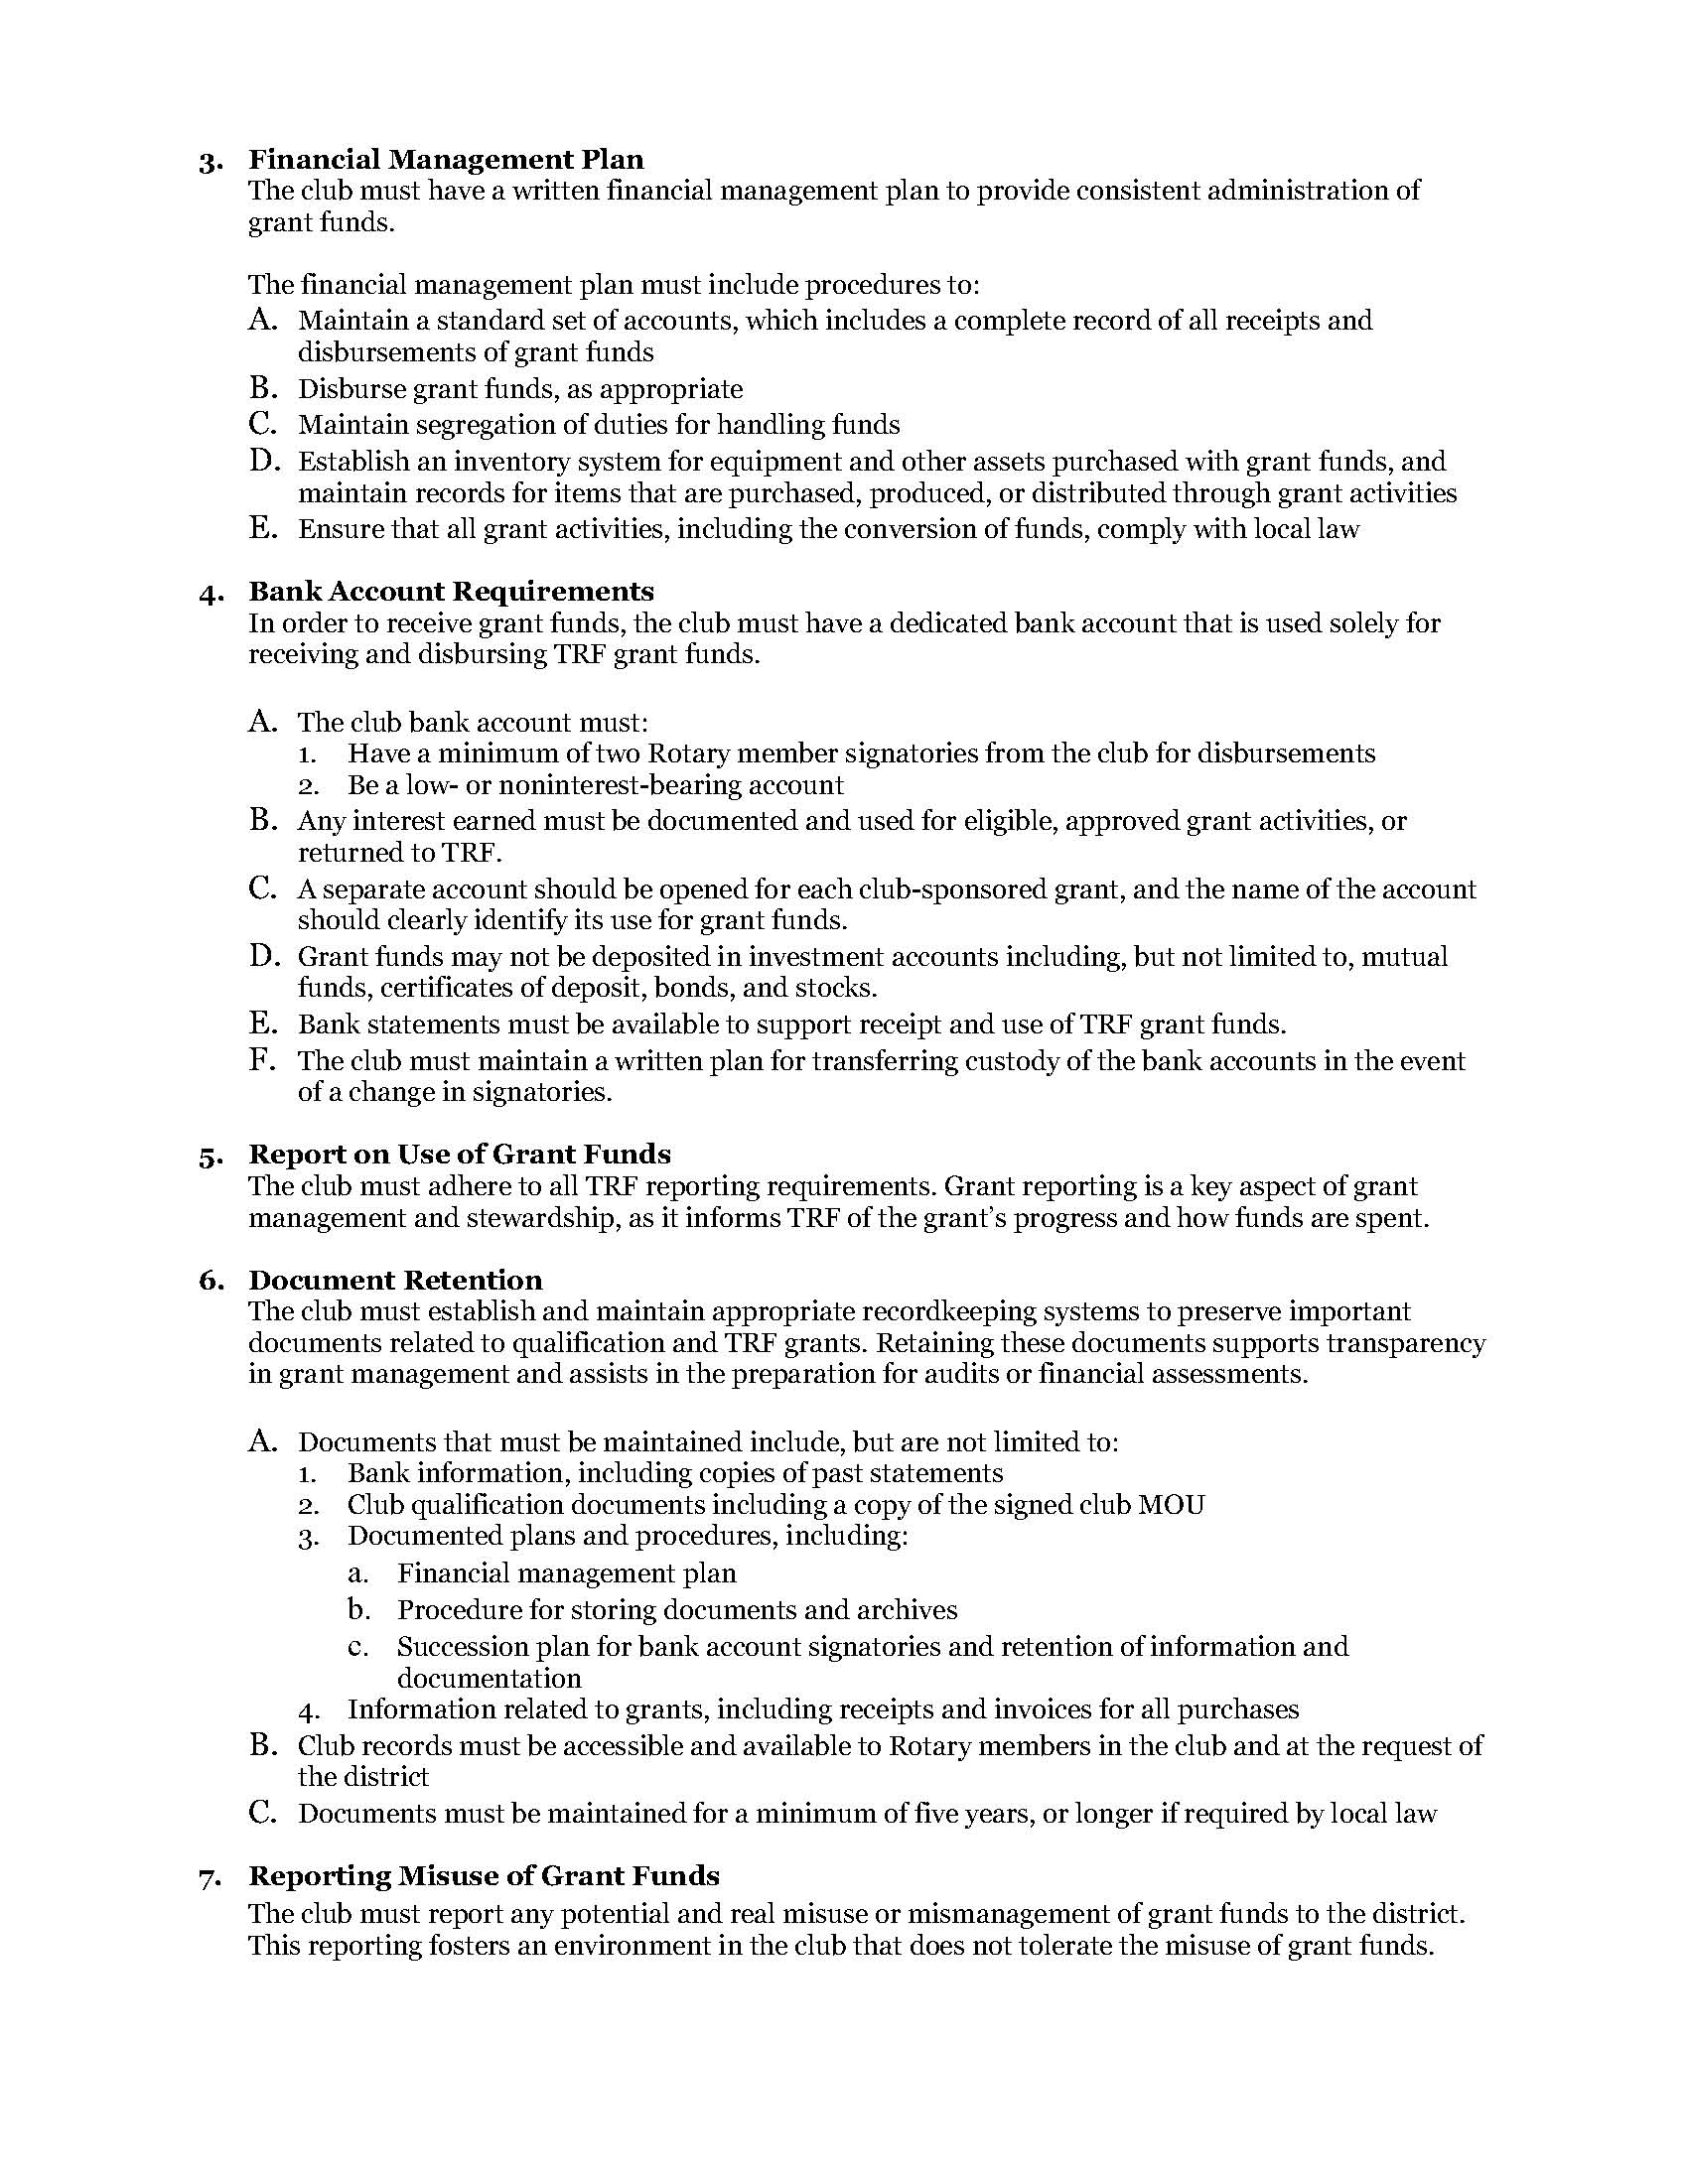 3. Financial Management Plan
The club must have a written financial management plan to provide consistent administration of
grant funds.
The financial management plan must include procedures to:
A. Maintain a standard set of accounts, which includes a complete record of all receipts and
disbursements of grant funds
B. Disburse grant funds, as appropriate
C. Maintain segregation of duties for handling funds
D. Establish an inventory system for equipment and other assets purchased with grant funds, and
maintain records for items that are purchased, produced, or distributed through grant activities
E. Ensure that all grant activities, including the conversion of funds, comply with local law
4. Bank Account Requirements
In order to receive grant funds, the club must have a dedicated bank account that is used solely for
receiving and disbursing TRF grant funds.
A. The club bank account must:
1. Have a minimum of two Rotary member signatories from the club for disbursements
2. Be a low- or noninterest-bearing account
B. Any interest earned must be documented and used for eligible, approved grant activities, or
returned to TRF.
C. A separate account should be opened for each club-sponsored grant, and the name of the account
should clearly identify its use for grant funds.
D. Grant funds may not be deposited in investment accounts including, but not limited to, mutual
funds, certificates of deposit, bonds, and stocks.
E. Bank statements must be available to support receipt and use of TRF grant funds.
F. The club must maintain a written plan for transferring custody of the bank accounts in the event
of a change in signatories.
5. Report on Use of Grant Funds
The club must adhere to all TRF reporting requirements. Grant reporting is a key aspect of grant
management and stewardship, as it informs TRF of the grant’s progress and how funds are spent.
6. Document Retention
The club must establish and maintain appropriate recordkeeping systems to preserve important
documents related to qualification and TRF grants. Retaining these documents supports transparency
in grant management and assists in the preparation for audits or financial assessments.
A. Documents that must be maintained include, but are not limited to:
1. Bank information, including copies of past statements
2. Club qualification documents including a copy of the signed club MOU
3. Documented plans and procedures, including:
a. Financial management plan
b. Procedure for storing documents and archives
c. Succession plan for bank account signatories and retention of information and
documentation
4. Information related to grants, including receipts and invoices for all purchases
B. Club records must be accessible and available to Rotary members in the club and at the request of
the district
C. Documents must be maintained for a minimum of five years, or longer if required by local law
7. Reporting Misuse of Grant Funds
The club must report any potential and real misuse or mismanagement of grant funds to the district.
This reporting fosters an environment in the club that does not tolerate the misuse of grant funds.